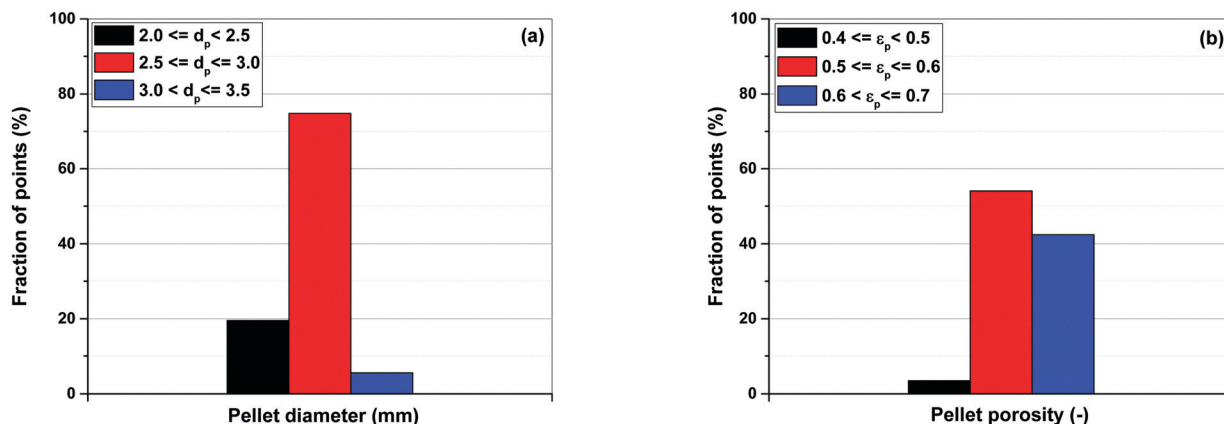 100
80
60
40
20
0
Fraction of points (%)
2.0 <= dp< 2.5
2.5 <= dp<= 3.0
3.0 < dp<= 3.5
(a)
Pellet diameter (mm)
100
80
60
40
20
0
Fraction of points (%)
0.4 <= εp< 0.5
0.5 <= εp<= 0.6
0.6 < εp<= 0.7
(b)
Pellet porosity (-)